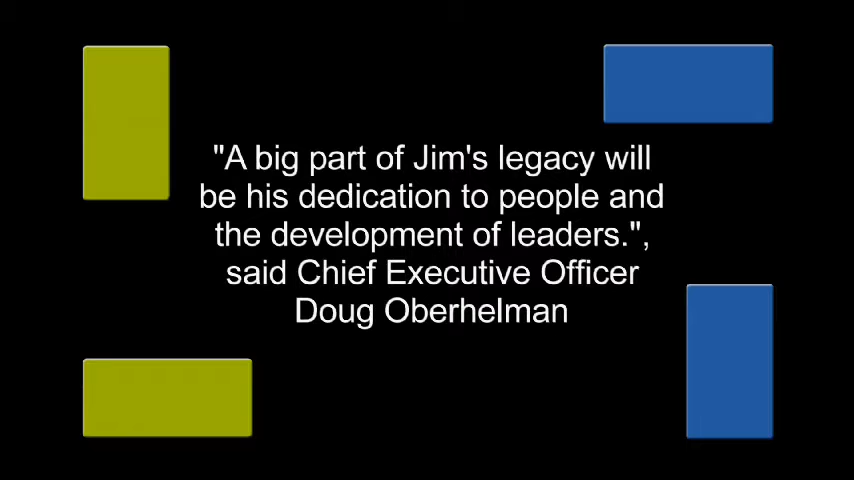 "A big part of Jim's legacy will
be his dedication to people and
the development of leaders.",
said Chief Executive Officer
Doug Oberhelman